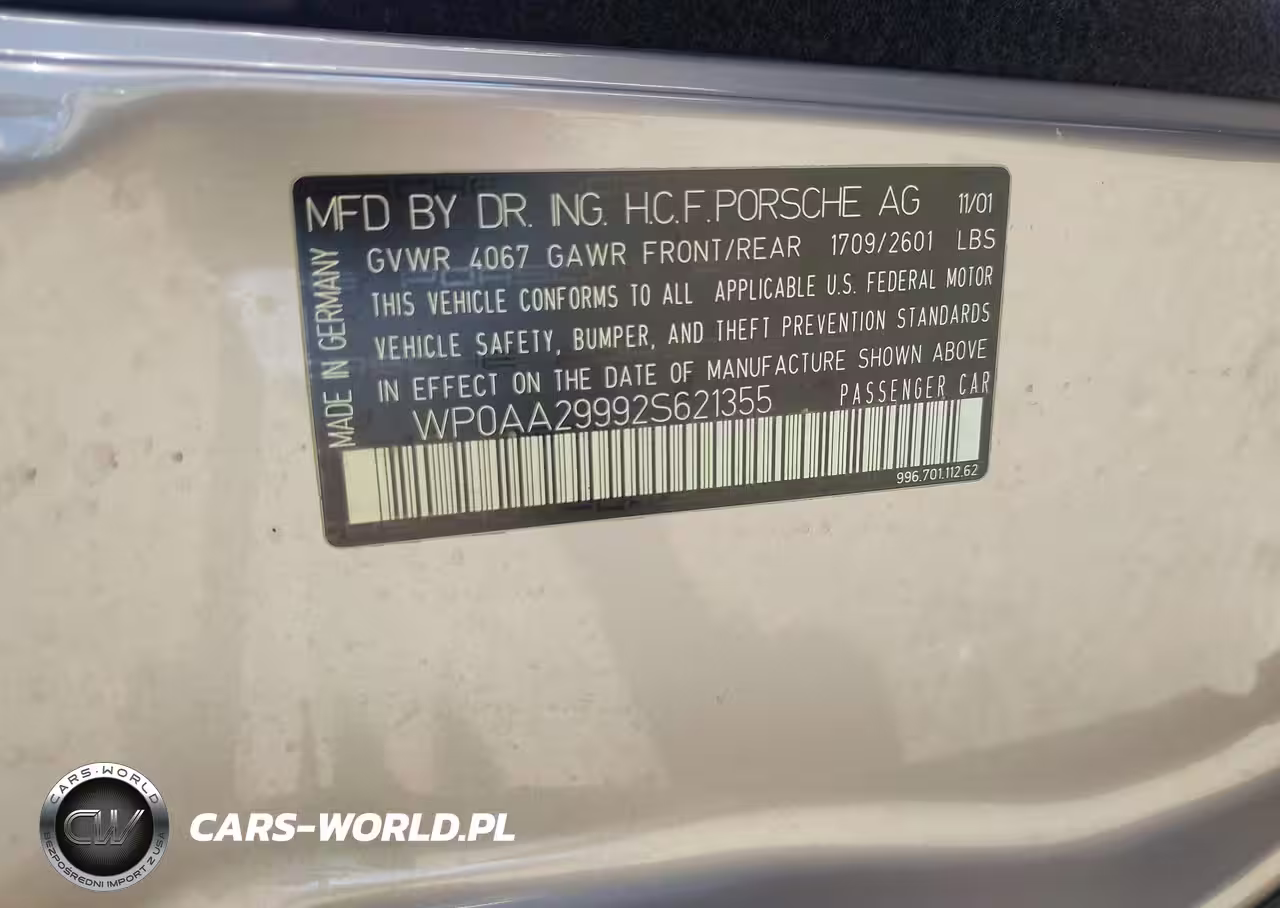 MFD BY DR. ING. H.C.F. PORSCHE AG 11/01
GVWR 4067 GAWR FRONT/REAR 1709/2601 LBS
THIS VEHICLE CONFORMS TO ALL APPLICABLE U.S. FEDERAL MOTOR
VEHICLE SAFETY, BUMPER, AND THEFT PREVENTION STANDARDS
IN EFFECT ON THE DATE OF MANUFACTURE SHOWN ABOVE
WP0AA29992S621355 PASSENGER CAR
996.701.112.62
MADE IN GERMANY
CARS-WORLD
CW
BEZPOŚREDNI IMPORT Z USA
CARS-WORLD.PL